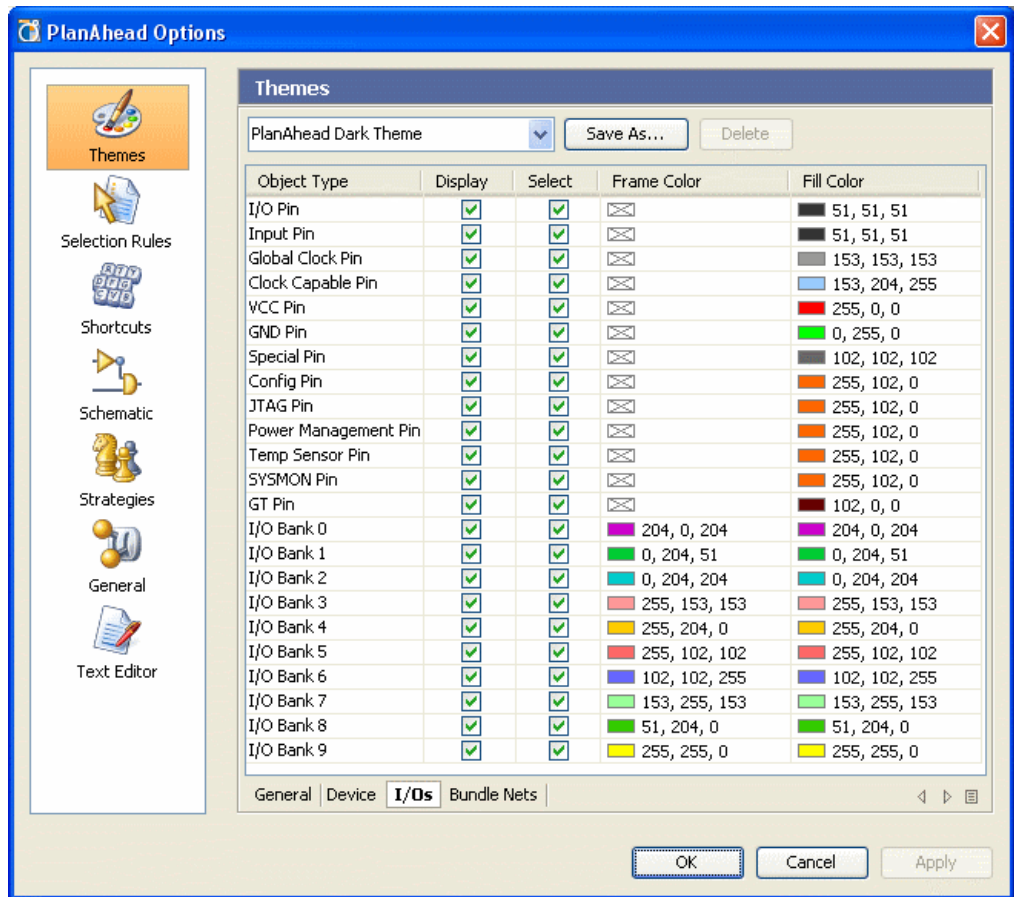 PlanAhead Options
Themes
Selection Rules
Shortcuts
Schematic
Strategies
General
Text Editor
Themes
PlanAhead Dark Theme Save As... Delete
Object Type Display Select Frame Color Fill Color
I/O Pin 51, 51, 51
Input Pin 51, 51, 51
Global Clock Pin 153, 153, 153
Clock Capable Pin 153, 204, 255
VCC Pin 255, 0, 0
GND Pin 0, 255, 0
Special Pin 102, 102, 102
Config Pin 255, 102, 0
JTAG Pin 255, 102, 0
Power Management Pin 255, 102, 0
Temp Sensor Pin 255, 102, 0
SYSMON Pin 255, 102, 0
GT Pin 102, 0, 0
I/O Bank 0 204, 0, 204 204, 0, 204
I/O Bank 1 0, 204, 51 0, 204, 51
I/O Bank 2 0, 204, 204 0, 204, 204
I/O Bank 3 255, 153, 153 255, 153, 153
I/O Bank 4 255, 204, 0 255, 204, 0
I/O Bank 5 255, 102, 102 255, 102, 102
I/O Bank 6 102, 102, 255 102, 102, 255
I/O Bank 7 153, 255, 153 153, 255, 153
I/O Bank 8 51, 204, 0 51, 204, 0
I/O Bank 9 255, 255, 0 255, 255, 0
General Device I/Os Bundle Nets
OK Cancel Apply